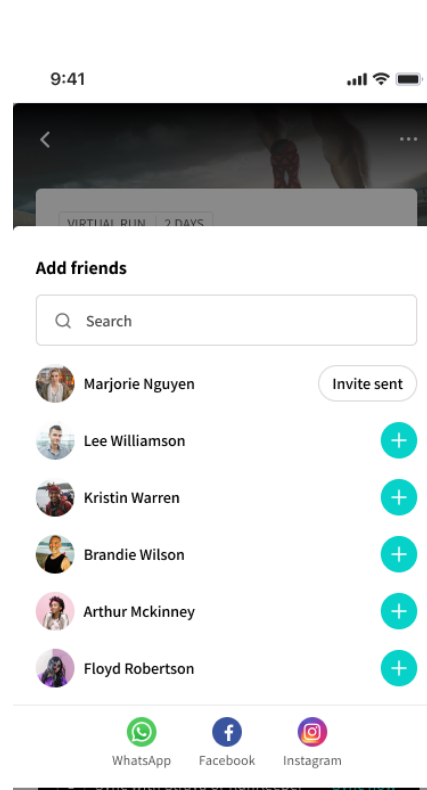 9:41
VIRTUAL RUN 2 DAYS
Add friends
Search
Marjorie Nguyen
Invite sent
Lee Williamson
Kristin Warren
Brandie Wilson
Arthur Mckinney
Floyd Robertson
WhatsApp Facebook Instagram